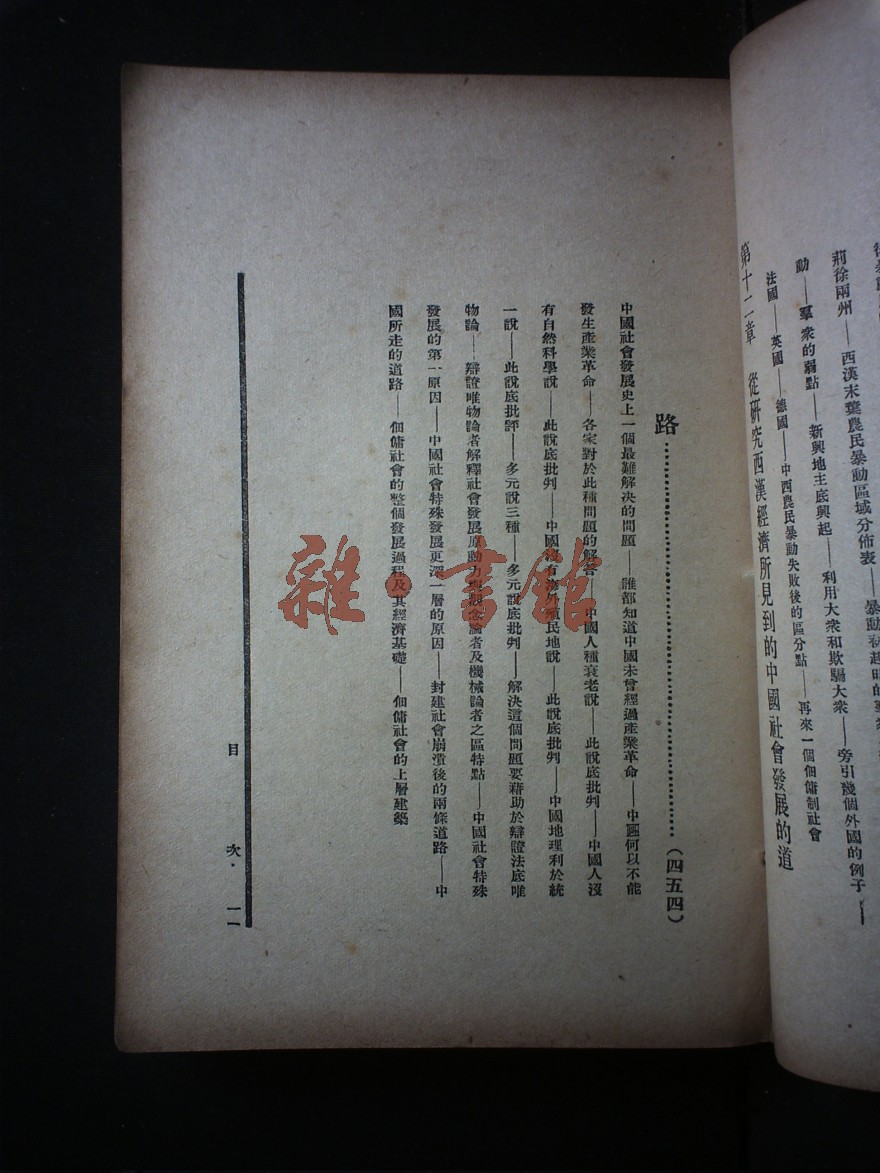 荊徐兩州——西漢末葉農民暴動區域分佈表——暴動
動——羣衆的弱點——新興地主底興起——利用大衆和欺騙大衆——旁引幾個外國的例子——
法國——英國——德國——中西農民暴動失敗後的區分點——再來一個佃傭制社會
第十二章 從研究西漢經濟所見到的中國社會發展的道
路……………………………………(四五四)
中國社會發展史上一個最難解決的問題——誰都知道中國未曾經過產業革命——中國何以不能
發生產業革命——各家對於此種問題的解答——中國人種衰老說——此說底批判——中國人沒
有自然科學說——此說底批判——中國沒有海外殖民地說——此說底批判——中國地理利於統
一說——此說底批評——多元說三種——多元說底批判——解決這個問題要藉助於辯證法底唯
物論——辯證唯物論者解釋社會發展原動力與觀念論者及機械論者之區特點——中國社會特殊
發展的第一原因——中國社會特殊發展更深一層的原因——封建社會崩潰後的兩條道路——中
國所走的道路——佃傭社會的整個發展過程及其經濟基礎——佃傭社會的上層建築
目 次 一一
雜·書館